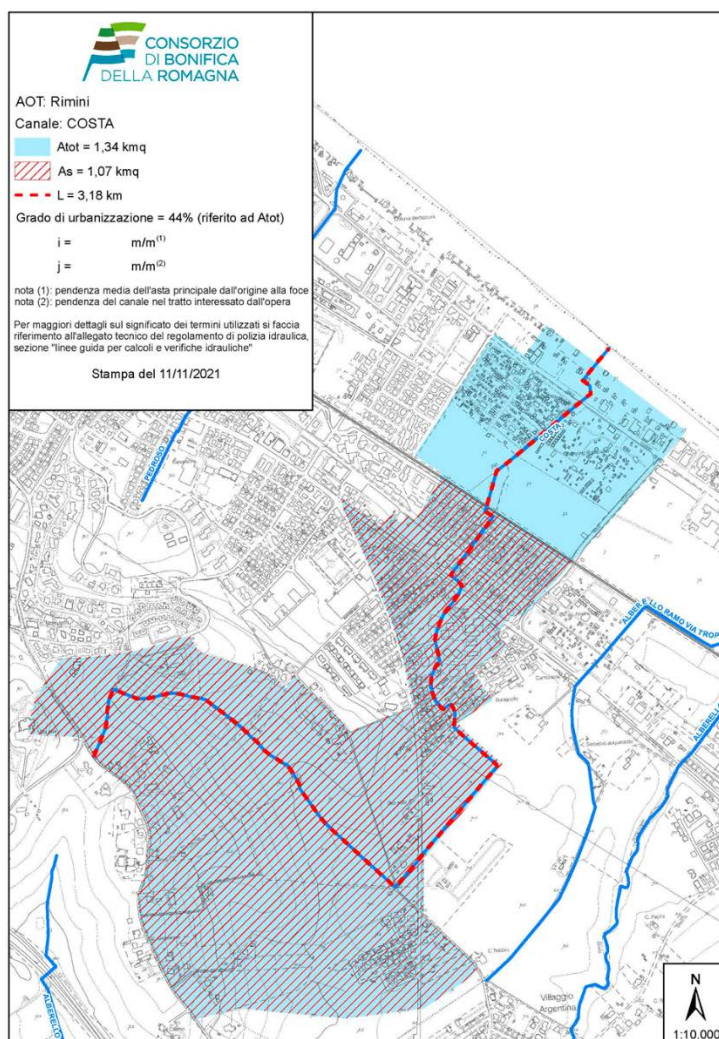 CONSORZIO
DI BONIFICA
DELLA ROMAGNA
AOT: Rimini
Canale: COSTA
Atot = 1,34 kmq
As = 1,07 kmq
L = 3,18 km
Grado di urbanizzazione = 44% (riferito ad Atot)
i = m/m(1)
j = m/m(2)
nota (1): pendenza media dell'asta principale dall'origine alla foce
nota (2): pendenza del canale nel tratto interessato dall'opera
Per maggiori dettagli sul significato dei termini utilizzati si faccia
riferimento all'allegato tecnico del regolamento di polizia idraulica,
sezione "linee guida per calcoli e verifiche idrauliche"
Stampa del 11/11/2021
PEDROSO
COSTA
ALBERELLO RAMO VIA TROP
ALBERELLO
ALBERELLO
Villaggio
Argentina
N
1:10.000